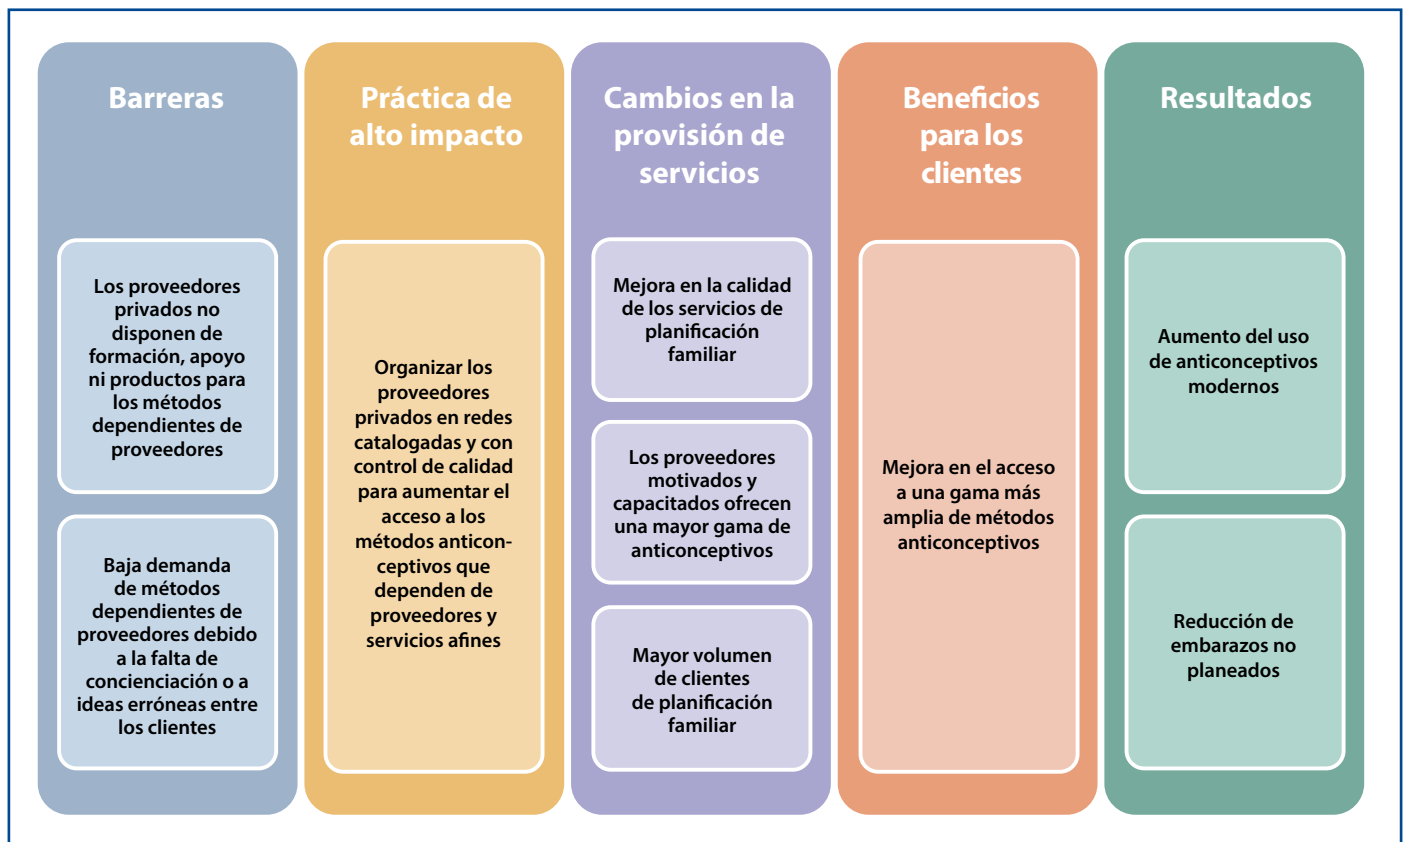 Barreras
Los proveedores
privados no
disponen de
formación, apoyo
ni productos para
los métodos
dependientes de
proveedores
Baja demanda
de métodos
dependientes de
proveedores debido
a la falta de
concienciación o a
ideas erróneas entre
los clientes
Práctica de
alto impacto
Organizar los
proveedores
privados en redes
catalogadas y con
control de calidad
para aumentar el
acceso a los
métodos anticon-
ceptivos que
dependen de
proveedores y
servicios afines
Cambios en la
provisión de
servicios
Mejora en la calidad
de los servicios de
planificación
familiar
Los proveedores
motivados y
capacitados ofrecen
una mayor gama de
anticonceptivos
Mayor volumen
de clientes
de planificación
familiar
Beneficios
para los
clientes
Mejora en el acceso
a una gama más
amplia de métodos
anticonceptivos
Resultados
Aumento del uso
de anticonceptivos
modernos
Reducción de
embarazos no
planeados